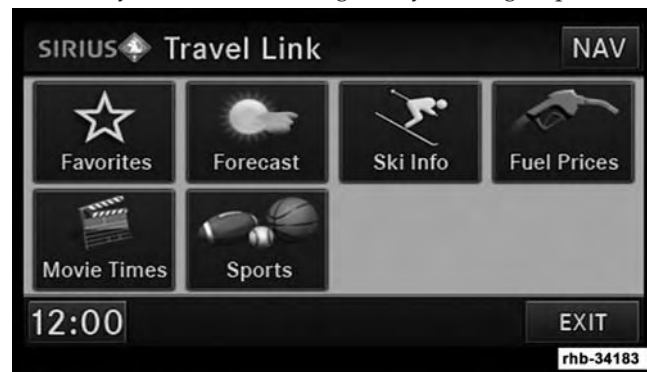 SIRIUS Travel Link NAV
Favorites Forecast Ski Info Fuel Prices
Movie Times Sports
12:00 EXIT
rhb-34183